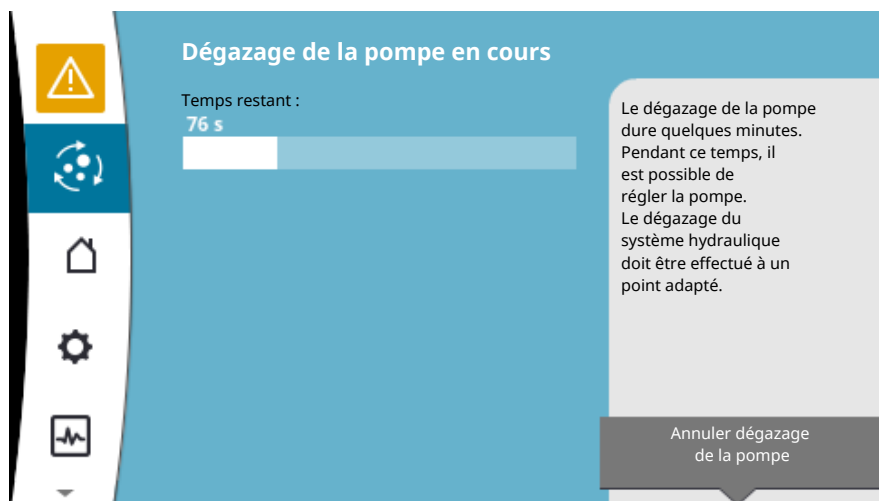 Dégazage de la pompe en cours
Temps restant :
76 s
Le dégazage de la pompe
dure quelques minutes.
Pendant ce temps, il
est possible de
régler la pompe.
Le dégazage du
système hydraulique
doit être effectué à un
point adapté.
Annuler dégazage
de la pompe